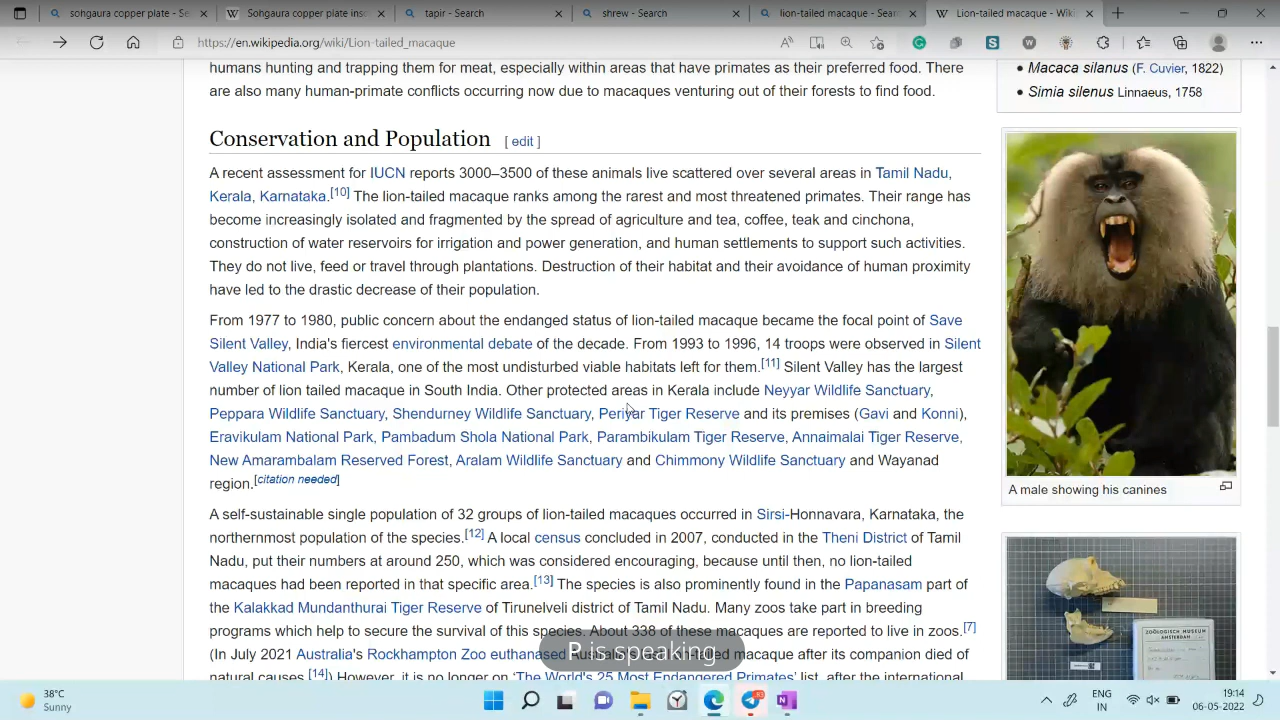 sohgaura copper plate - Sear
Wikipedia copper plate - Wiki
tapir - Search
shrew - Search
lion-tailed macaque - Search
Lion-tailed macaque - Wiki
https://en.wikipedia.org/wiki/Lion-tailed_macaque
humans hunting and trapping them for meat, especially within areas that have primates as their preferred food. There
are also many human-primate conflicts occurring now due to macaques venturing out of their forests to find food.
Conservation and Population [ edit ]
A recent assessment for IUCN reports 3000–3500 of these animals live scattered over several areas in Tamil Nadu,
Kerala, Karnataka.[10] The lion-tailed macaque ranks among the rarest and most threatened primates. Their range has
become increasingly isolated and fragmented by the spread of agriculture and tea, coffee, teak and cinchona,
construction of water reservoirs for irrigation and power generation, and human settlements to support such activities.
They do not live, feed or travel through plantations. Destruction of their habitat and their avoidance of human proximity
have led to the drastic decrease of their population.
From 1977 to 1980, public concern about the endanged status of lion-tailed macaque became the focal point of Save
Silent Valley, India's fiercest environmental debate of the decade. From 1993 to 1996, 14 troops were observed in Silent
Valley National Park, Kerala, one of the most undisturbed viable habitats left for them.[11] Silent Valley has the largest
number of lion tailed macaque in South India. Other protected areas in Kerala include Neyyar Wildlife Sanctuary,
Peppara Wildlife Sanctuary, Shendurney Wildlife Sanctuary, Periyar Tiger Reserve and its premises (Gavi and Konni),
Eravikulam National Park, Pambadum Shola National Park, Parambikulam Tiger Reserve, Annaimalai Tiger Reserve,
New Amarambalam Reserved Forest, Aralam Wildlife Sanctuary and Chimmony Wildlife Sanctuary and Wayanad
region.[citation needed]
A self-sustainable single population of 32 groups of lion-tailed macaques occurred in Sirsi-Honnavara, Karnataka, the
northernmost population of the species.[12] A local census concluded in 2007, conducted in the Theni District of Tamil
Nadu, put their numbers at around 250, which was considered encouraging, because until then, no lion-tailed
macaques had been reported in that specific area.[13] The species is also prominently found in the Papanasam part of
the Kalakkad Mundanthurai Tiger Reserve of Tirunelveli district of Tamil Nadu. Many zoos take part in breeding
programs which help to secure the survival of this species. About 338 of these macaques are reported to live in zoos.[7]
(In July 2021 Australia's Rockhampton Zoo euthanased macaque after its companion died of
natural causes.[14]
is speaking
Macaca silanus (F. Cuvier, 1822)
Simia silenus Linnaeus, 1758
A male showing his canines
ZOÖLOGISCH MUSEUM
AMSTERDAM
38°C
Sunny
ENG
IN
19:14
06-05-2022